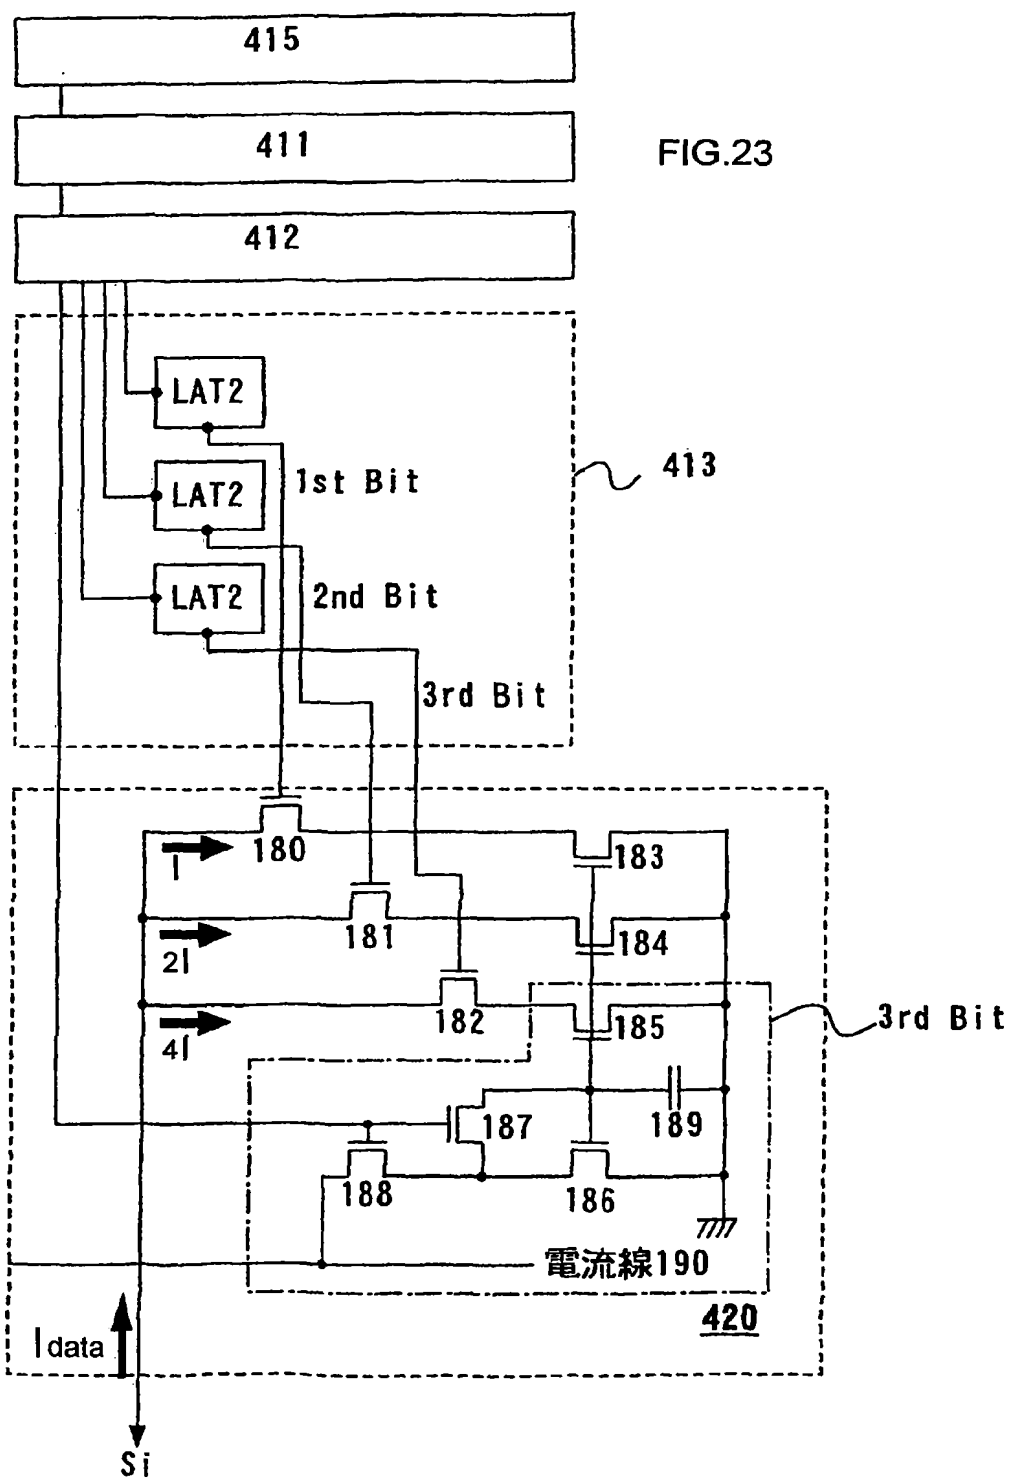 415
411
FIG.23
412
LAT2
1st Bit
413
LAT2
2nd Bit
LAT2
3rd Bit
180
183
I
181
184
2I
182
185
3rd Bit
4I
187
189
188
186
電流線190
420
Idata
Si